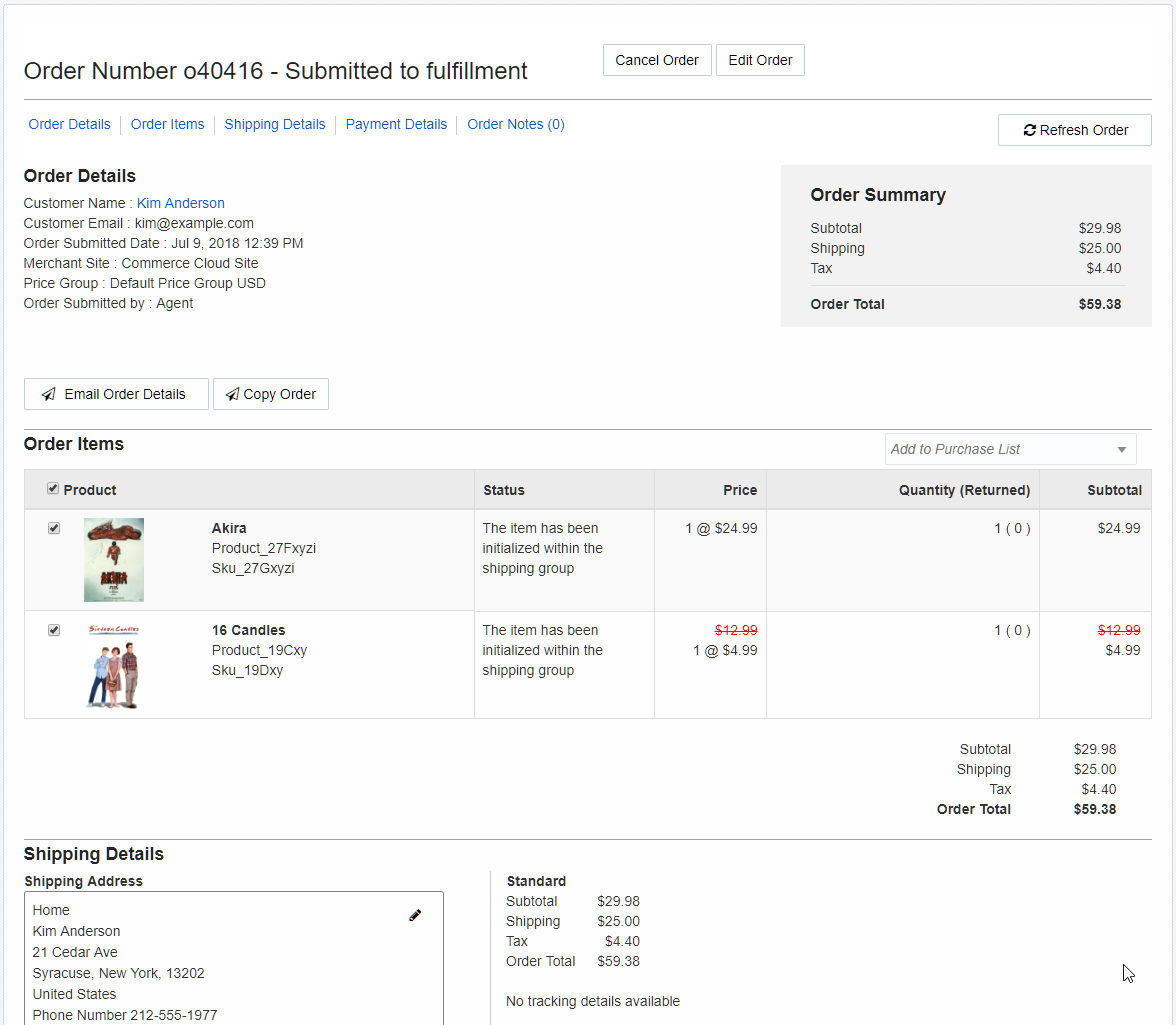 Order Number o40416 - Submitted to fulfillment
Cancel Order
Edit Order
Order Details
Order Items
Shipping Details
Payment Details
Order Notes (0)
Refresh Order
Order Details
Customer Name : Kim Anderson
Customer Email : kim@example.com
Order Submitted Date : Jul 9, 2018 12:39 PM
Merchant Site : Commerce Cloud Site
Price Group : Default Price Group USD
Order Submitted by : Agent
Order Summary
Subtotal $29.98
Shipping $25.00
Tax $4.40
Order Total $59.38
Email Order Details
Copy Order
Order Items
Add to Purchase List
Product Status Price Quantity (Returned) Subtotal
AKIRA
Akira
Product_27Fxyzi
Sku_27Gxyzi
The item has been
initialized within the
shipping group
1 @ $24.99
1 ( 0 )
$24.99
Sixteen Candles
16 Candles
Product_19Cxy
Sku_19Dxy
The item has been
initialized within the
shipping group
$12.99
1 @ $4.99
1 ( 0 )
$12.99
$4.99
Subtotal $29.98
Shipping $25.00
Tax $4.40
Order Total $59.38
Shipping Details
Shipping Address
Home
Kim Anderson
21 Cedar Ave
Syracuse, New York, 13202
United States
Phone Number 212-555-1977
Standard
Subtotal $29.98
Shipping $25.00
Tax $4.40
Order Total $59.38
No tracking details available